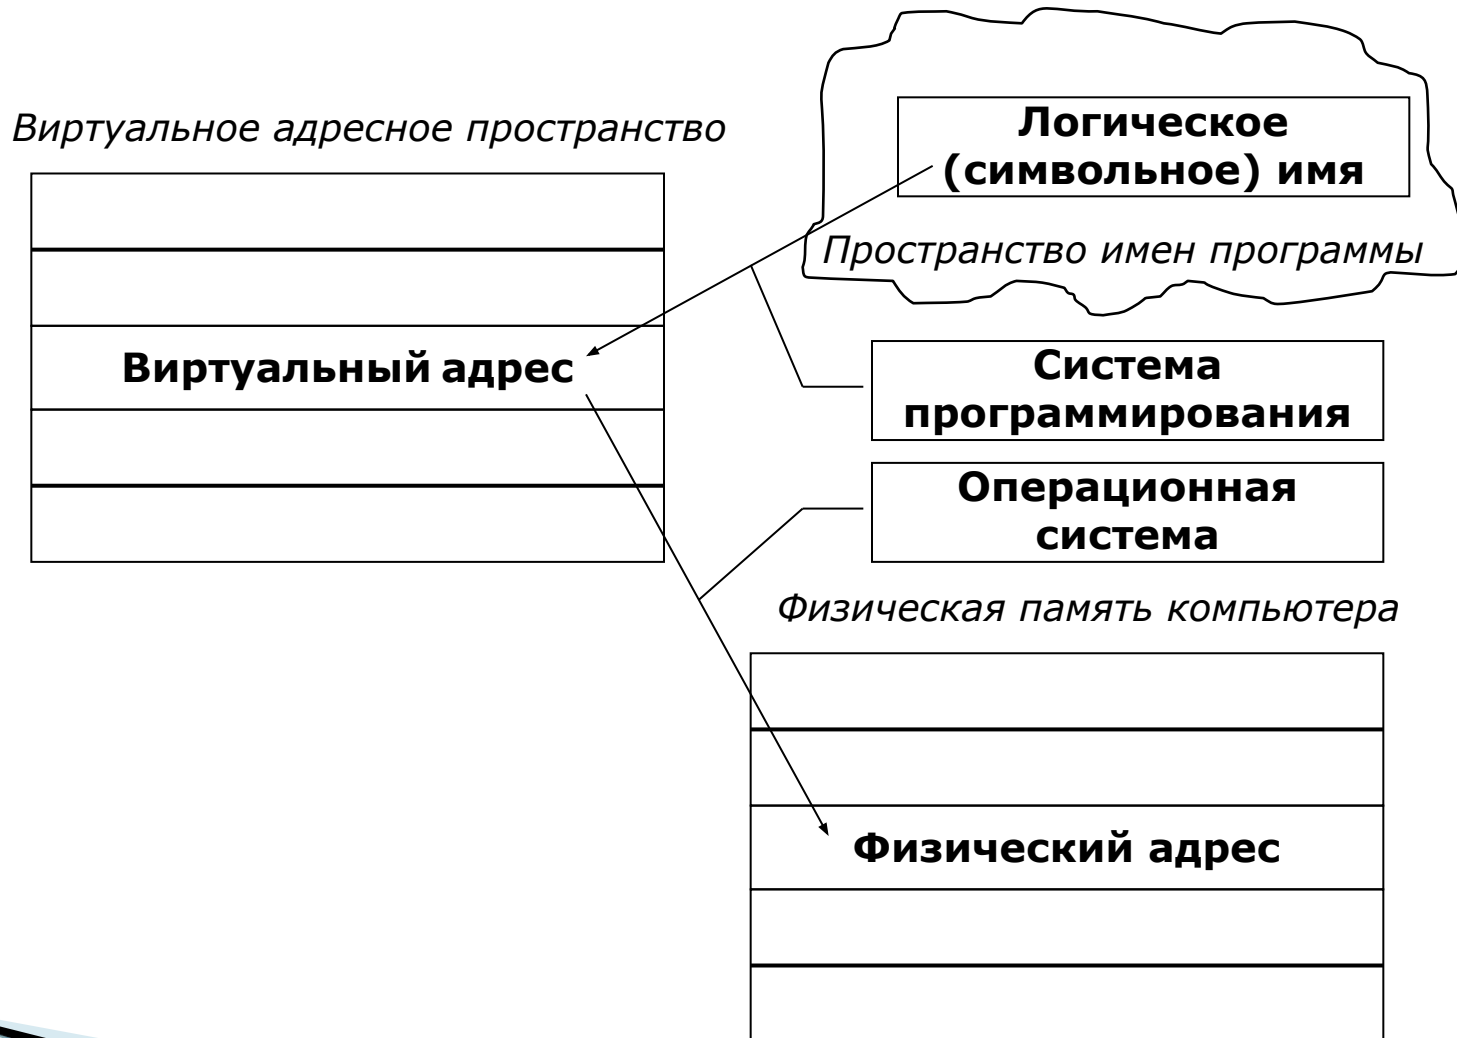 Виртуальное адресное пространство
Логическое
(символьное) имя
Пространство имен программы
Виртуальный адрес
Система
программирования
Операционная
система
Физическая память компьютера
Физический адрес